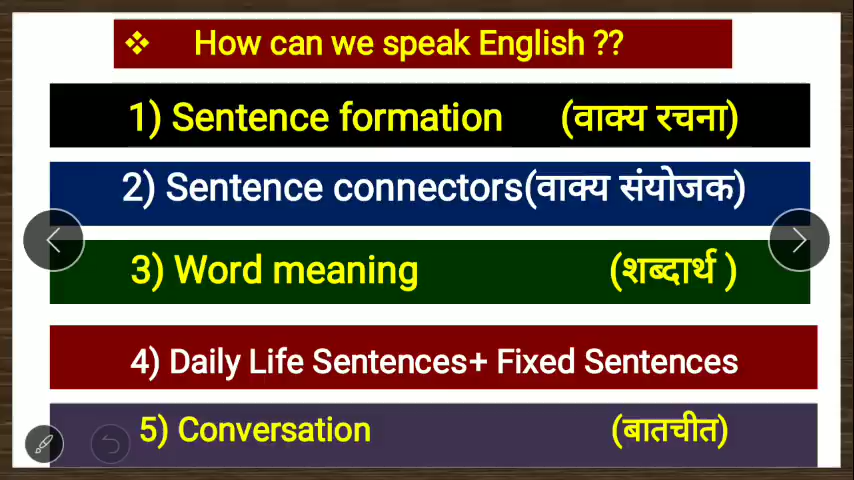 ❖ How can we speak English ??
1) Sentence formation (वाक्य रचना)
2) Sentence connectors(वाक्य संयोजक)
3) Word meaning (शब्दार्थ )
4) Daily Life Sentences+ Fixed Sentences
5) Conversation (बातचीत)